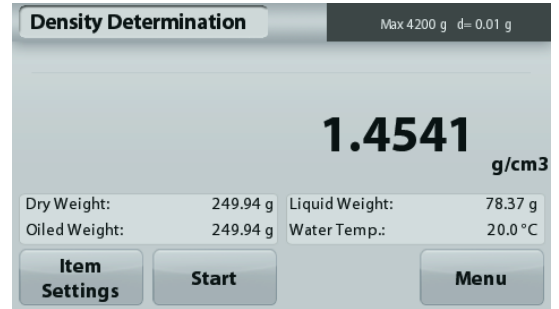 Density Determination
Max 4200 g d= 0.01 g
1.4541
g/cm3
Dry Weight: 249.94 g
Liquid Weight: 78.37 g
Oiled Weight: 249.94 g
Water Temp.: 20.0 °C
Item
Settings
Start
Menu